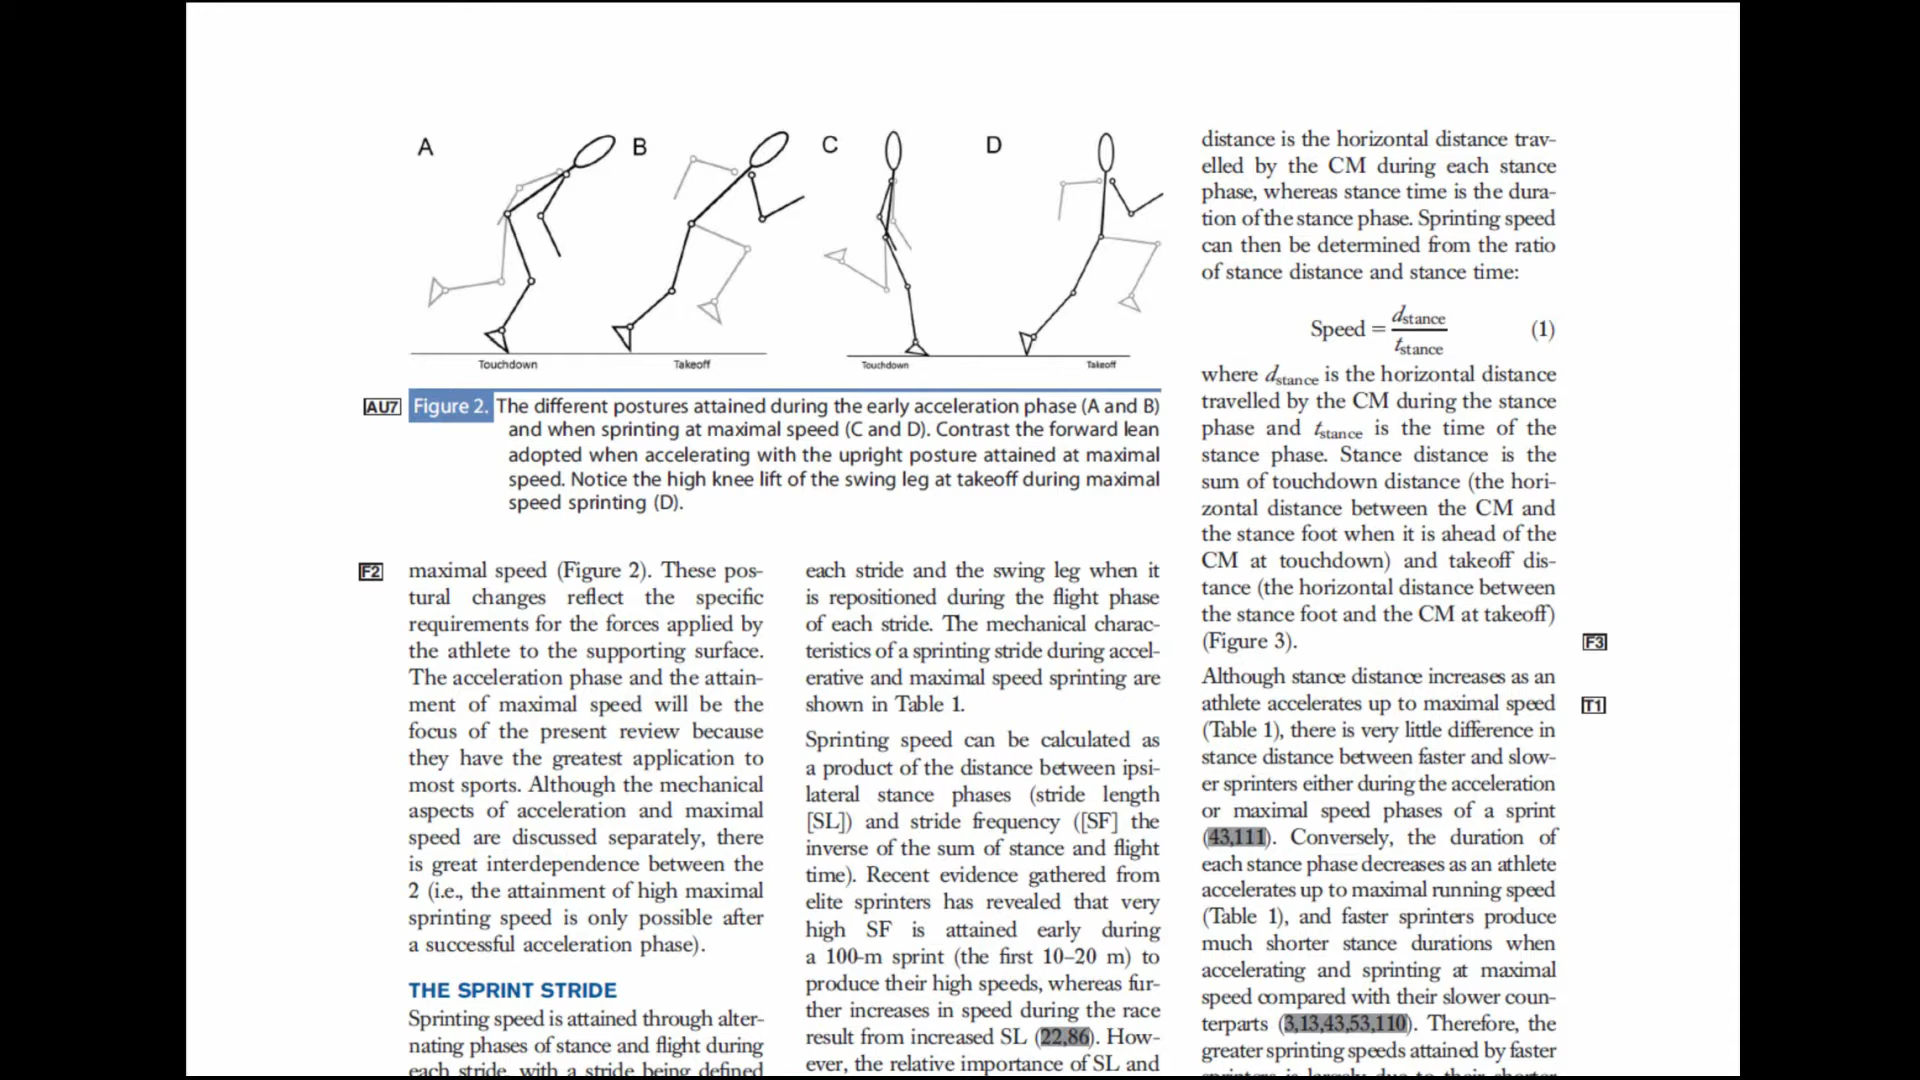 A
B
C
D
Touchdown
Takeoff
Touchdown
Takeoff
AU7
Figure 2. The different postures attained during the early acceleration phase (A and B)
and when sprinting at maximal speed (C and D). Contrast the forward lean
adopted when accelerating with the upright posture attained at maximal
speed. Notice the high knee lift of the swing leg at takeoff during maximal
speed sprinting (D).
F2
maximal speed (Figure 2). These pos-
tural changes reflect the specific
requirements for the forces applied by
the athlete to the supporting surface.
The acceleration phase and the attain-
ment of maximal speed will be the
focus of the present review because
they have the greatest application to
most sports. Although the mechanical
aspects of acceleration and maximal
speed are discussed separately, there
is great interdependence between the
2 (i.e., the attainment of high maximal
sprinting speed is only possible after
a successful acceleration phase).
THE SPRINT STRIDE
Sprinting speed is attained through alter-
nating phases of stance and flight during
each stride, with a stride being defined
each stride and the swing leg when it
is repositioned during the flight phase
of each stride. The mechanical charac-
teristics of a sprinting stride during accel-
erative and maximal speed sprinting are
shown in Table 1.
Sprinting speed can be calculated as
a product of the distance between ipsi-
lateral stance phases (stride length
[SL]) and stride frequency ([SF] the
inverse of the sum of stance and flight
time). Recent evidence gathered from
elite sprinters has revealed that very
high SF is attained early during
a 100-m sprint (the first 10–20 m) to
produce their high speeds, whereas fur-
ther increases in speed during the race
result from increased SL (22,86). How-
ever, the relative importance of SL and
distance is the horizontal distance trav-
elled by the CM during each stance
phase, whereas stance time is the dura-
tion of the stance phase. Sprinting speed
can then be determined from the ratio
of stance distance and stance time:
Speed = dstance / tstance (1)
where dstance is the horizontal distance
travelled by the CM during the stance
phase and tstance is the time of the
stance phase. Stance distance is the
sum of touchdown distance (the hori-
zontal distance between the CM and
the stance foot when it is ahead of the
CM at touchdown) and takeoff dis-
tance (the horizontal distance between
the stance foot and the CM at takeoff)
(Figure 3).
F3
Although stance distance increases as an
athlete accelerates up to maximal speed
T1
(Table 1), there is very little difference in
stance distance between faster and slow-
er sprinters either during the acceleration
or maximal speed phases of a sprint
(43,111). Conversely, the duration of
each stance phase decreases as an athlete
accelerates up to maximal running speed
(Table 1), and faster sprinters produce
much shorter stance durations when
accelerating and sprinting at maximal
speed compared with their slower coun-
terparts (3,13,43,53,110). Therefore, the
greater sprinting speeds attained by faster